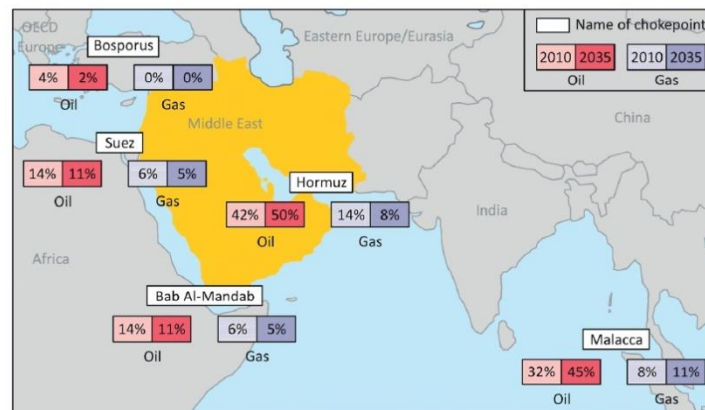 OECD
Europe
Eastern Europe/Eurasia
Name of chokepoint
2010 2035 2010 2035
Oil Gas
Bosporus
4% 2% 0% 0%
Oil Gas
Middle East
China
Suez
14% 11% 6% 5%
Oil Gas
Hormuz
42% 50% 14% 8%
Oil Gas
India
Africa
Bab Al-Mandab
14% 11% 6% 5%
Oil Gas
Malacca
32% 45% 8% 11%
Oil Gas